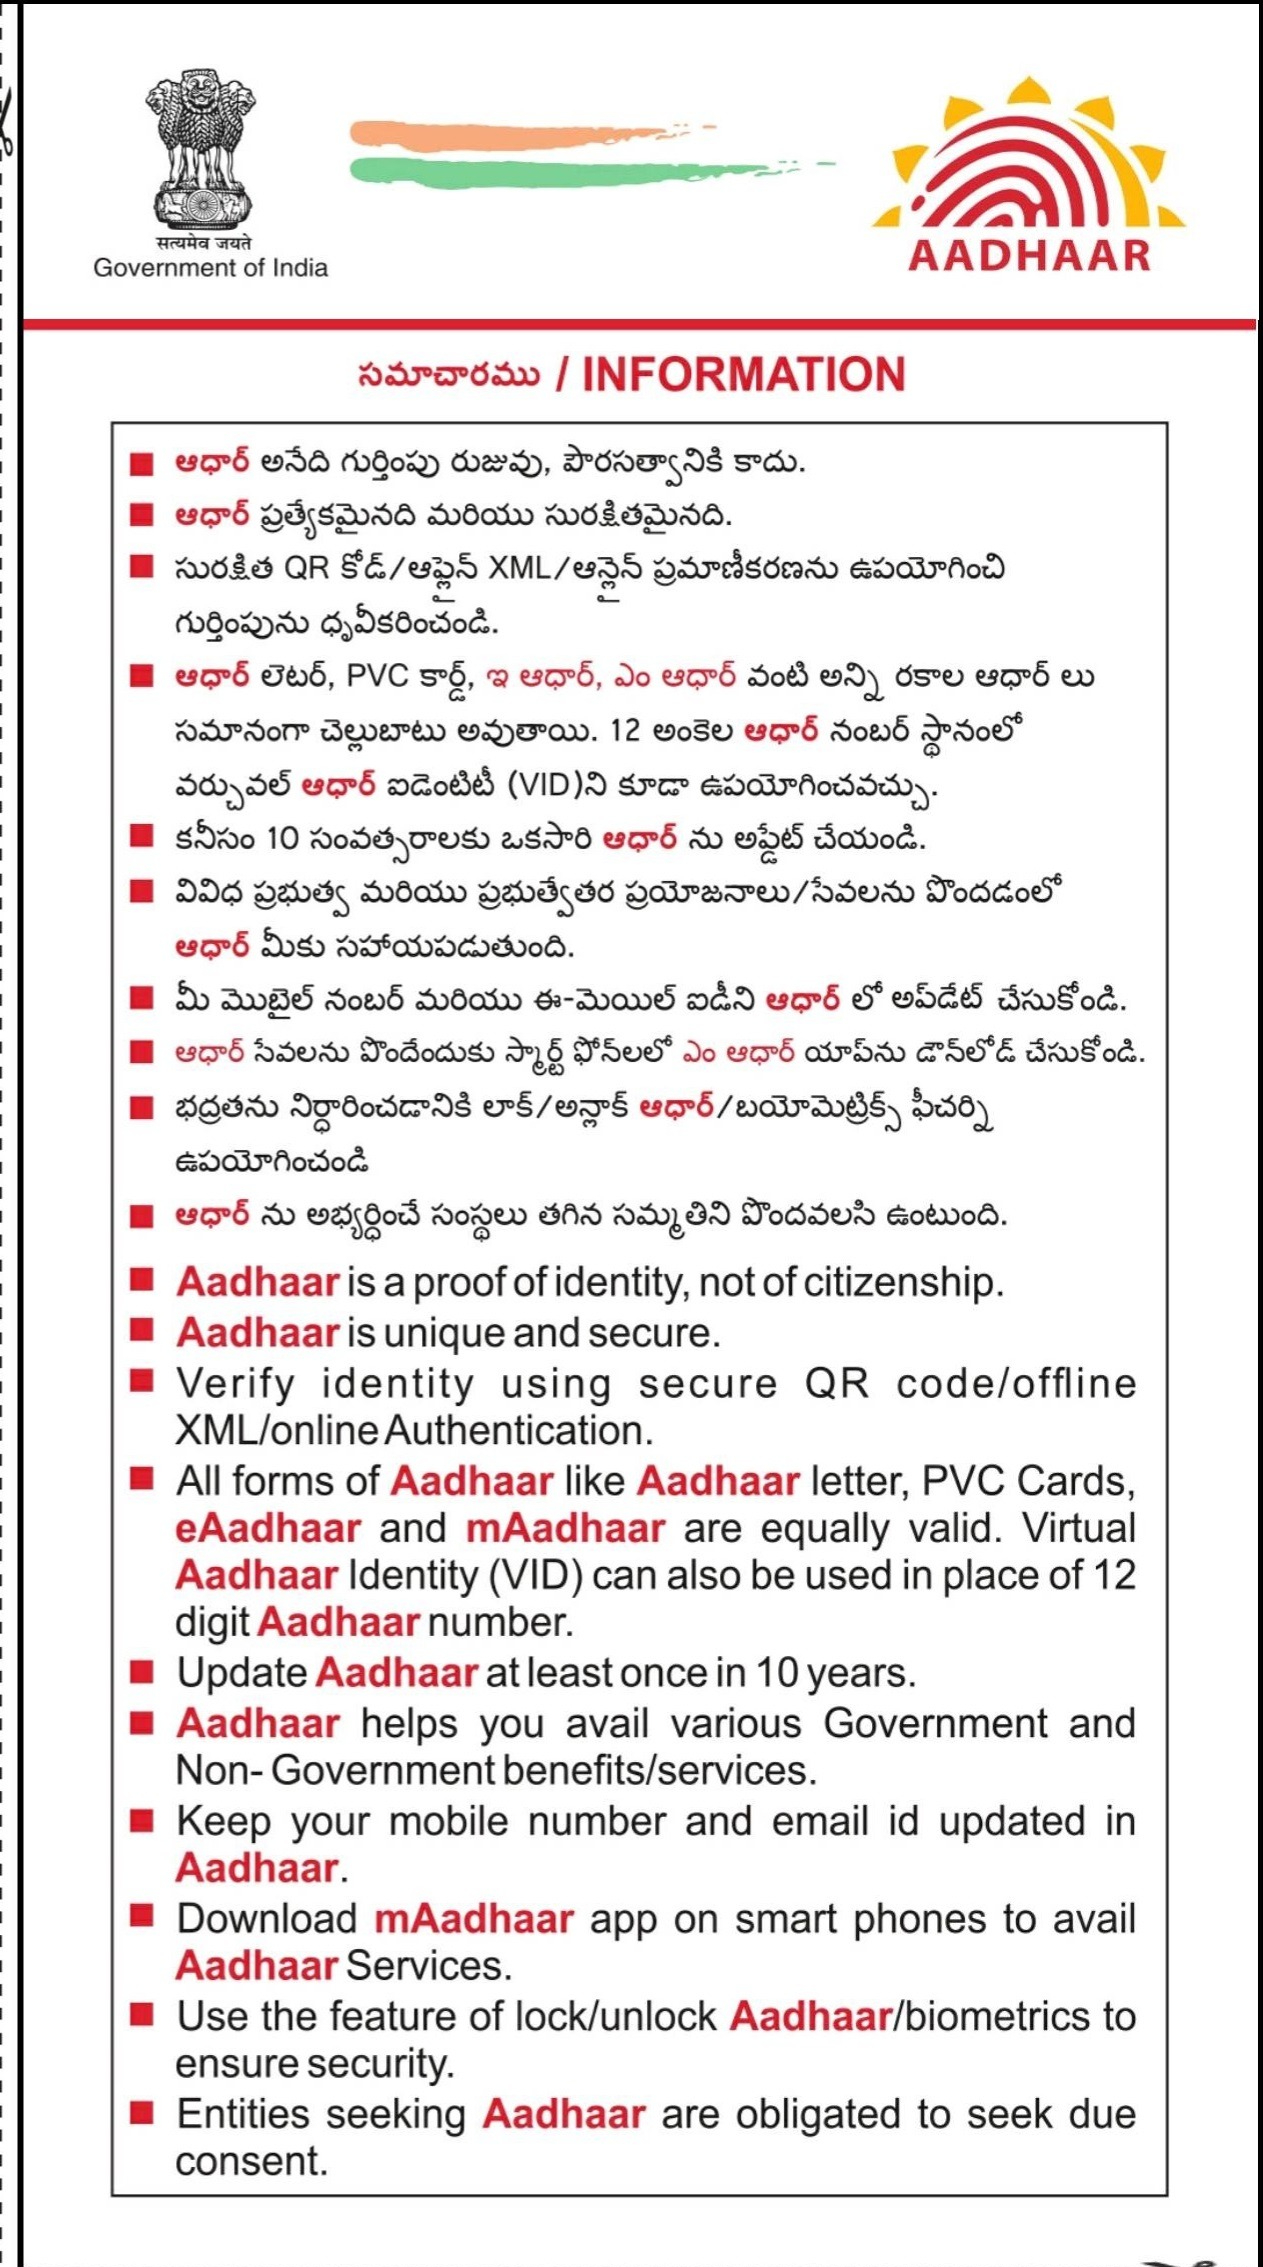 सत्यमेव जयते
Government of India
AADHAAR
సమాచారము / INFORMATION
ఆధార్ అనేది గుర్తింపు రుజువు, పౌరసత్వానికి కాదు.
ఆధార్ ప్రత్యేకమైనది మరియు సురక్షితమైనది.
సురక్షిత QR కోడ్/ఆఫ్లైన్ XML/ఆన్లైన్ ప్రమాణీకరణను ఉపయోగించి
గుర్తింపును ధృవీకరించండి.
ఆధార్ లెటర్, PVC కార్డ్, ఇ ఆధార్, ఎం ఆధార్ వంటి అన్ని రకాల ఆధార్ లు
సమానంగా చెల్లుబాటు అవుతాయి. 12 అంకెల ఆధార్ నంబర్ స్థానంలో
వర్చువల్ ఆధార్ ఐడెంటిటీ (VID)ని కూడా ఉపయోగించవచ్చు.
కనీసం 10 సంవత్సరాలకు ఒకసారి ఆధార్ ను అప్డేట్ చేయండి.
వివిధ ప్రభుత్వ మరియు ప్రభుత్వేతర ప్రయోజనాలు/సేవలను పొందడంలో
ఆధార్ మీకు సహాయపడుతుంది.
మీ మొబైల్ నంబర్ మరియు ఈ-మెయిల్ ఐడీని ఆధార్ లో అప్‌డేట్ చేసుకోండి.
ఆధార్ సేవలను పొందేందుకు స్మార్ట్ ఫోన్‌లలో ఎం ఆధార్ యాప్‌ను డౌన్‌లోడ్ చేసుకోండి.
భద్రతను నిర్ధారించడానికి లాక్/అన్లాక్ ఆధార్/బయోమెట్రిక్స్ ఫీచర్ని
ఉపయోగించండి
ఆధార్ ను అభ్యర్ధించే సంస్థలు తగిన సమ్మతిని పొందవలసి ఉంటుంది.
Aadhaar is a proof of identity, not of citizenship.
Aadhaar is unique and secure.
Verify identity using secure QR code/offline
XML/online Authentication.
All forms of Aadhaar like Aadhaar letter, PVC Cards,
eAadhaar and mAadhaar are equally valid. Virtual
Aadhaar Identity (VID) can also be used in place of 12
digit Aadhaar number.
Update Aadhaar at least once in 10 years.
Aadhaar helps you avail various Government and
Non- Government benefits/services.
Keep your mobile number and email id updated in
Aadhaar.
Download mAadhaar app on smart phones to avail
Aadhaar Services.
Use the feature of lock/unlock Aadhaar/biometrics to
ensure security.
Entities seeking Aadhaar are obligated to seek due
consent.